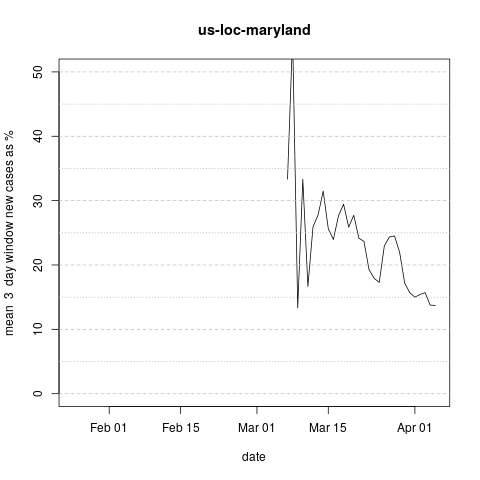 us-loc-maryland
mean  3  day window new cases as %
50
40
30
20
10
0
Feb 01
Feb 15
Mar 01
Mar 15
Apr 01
date